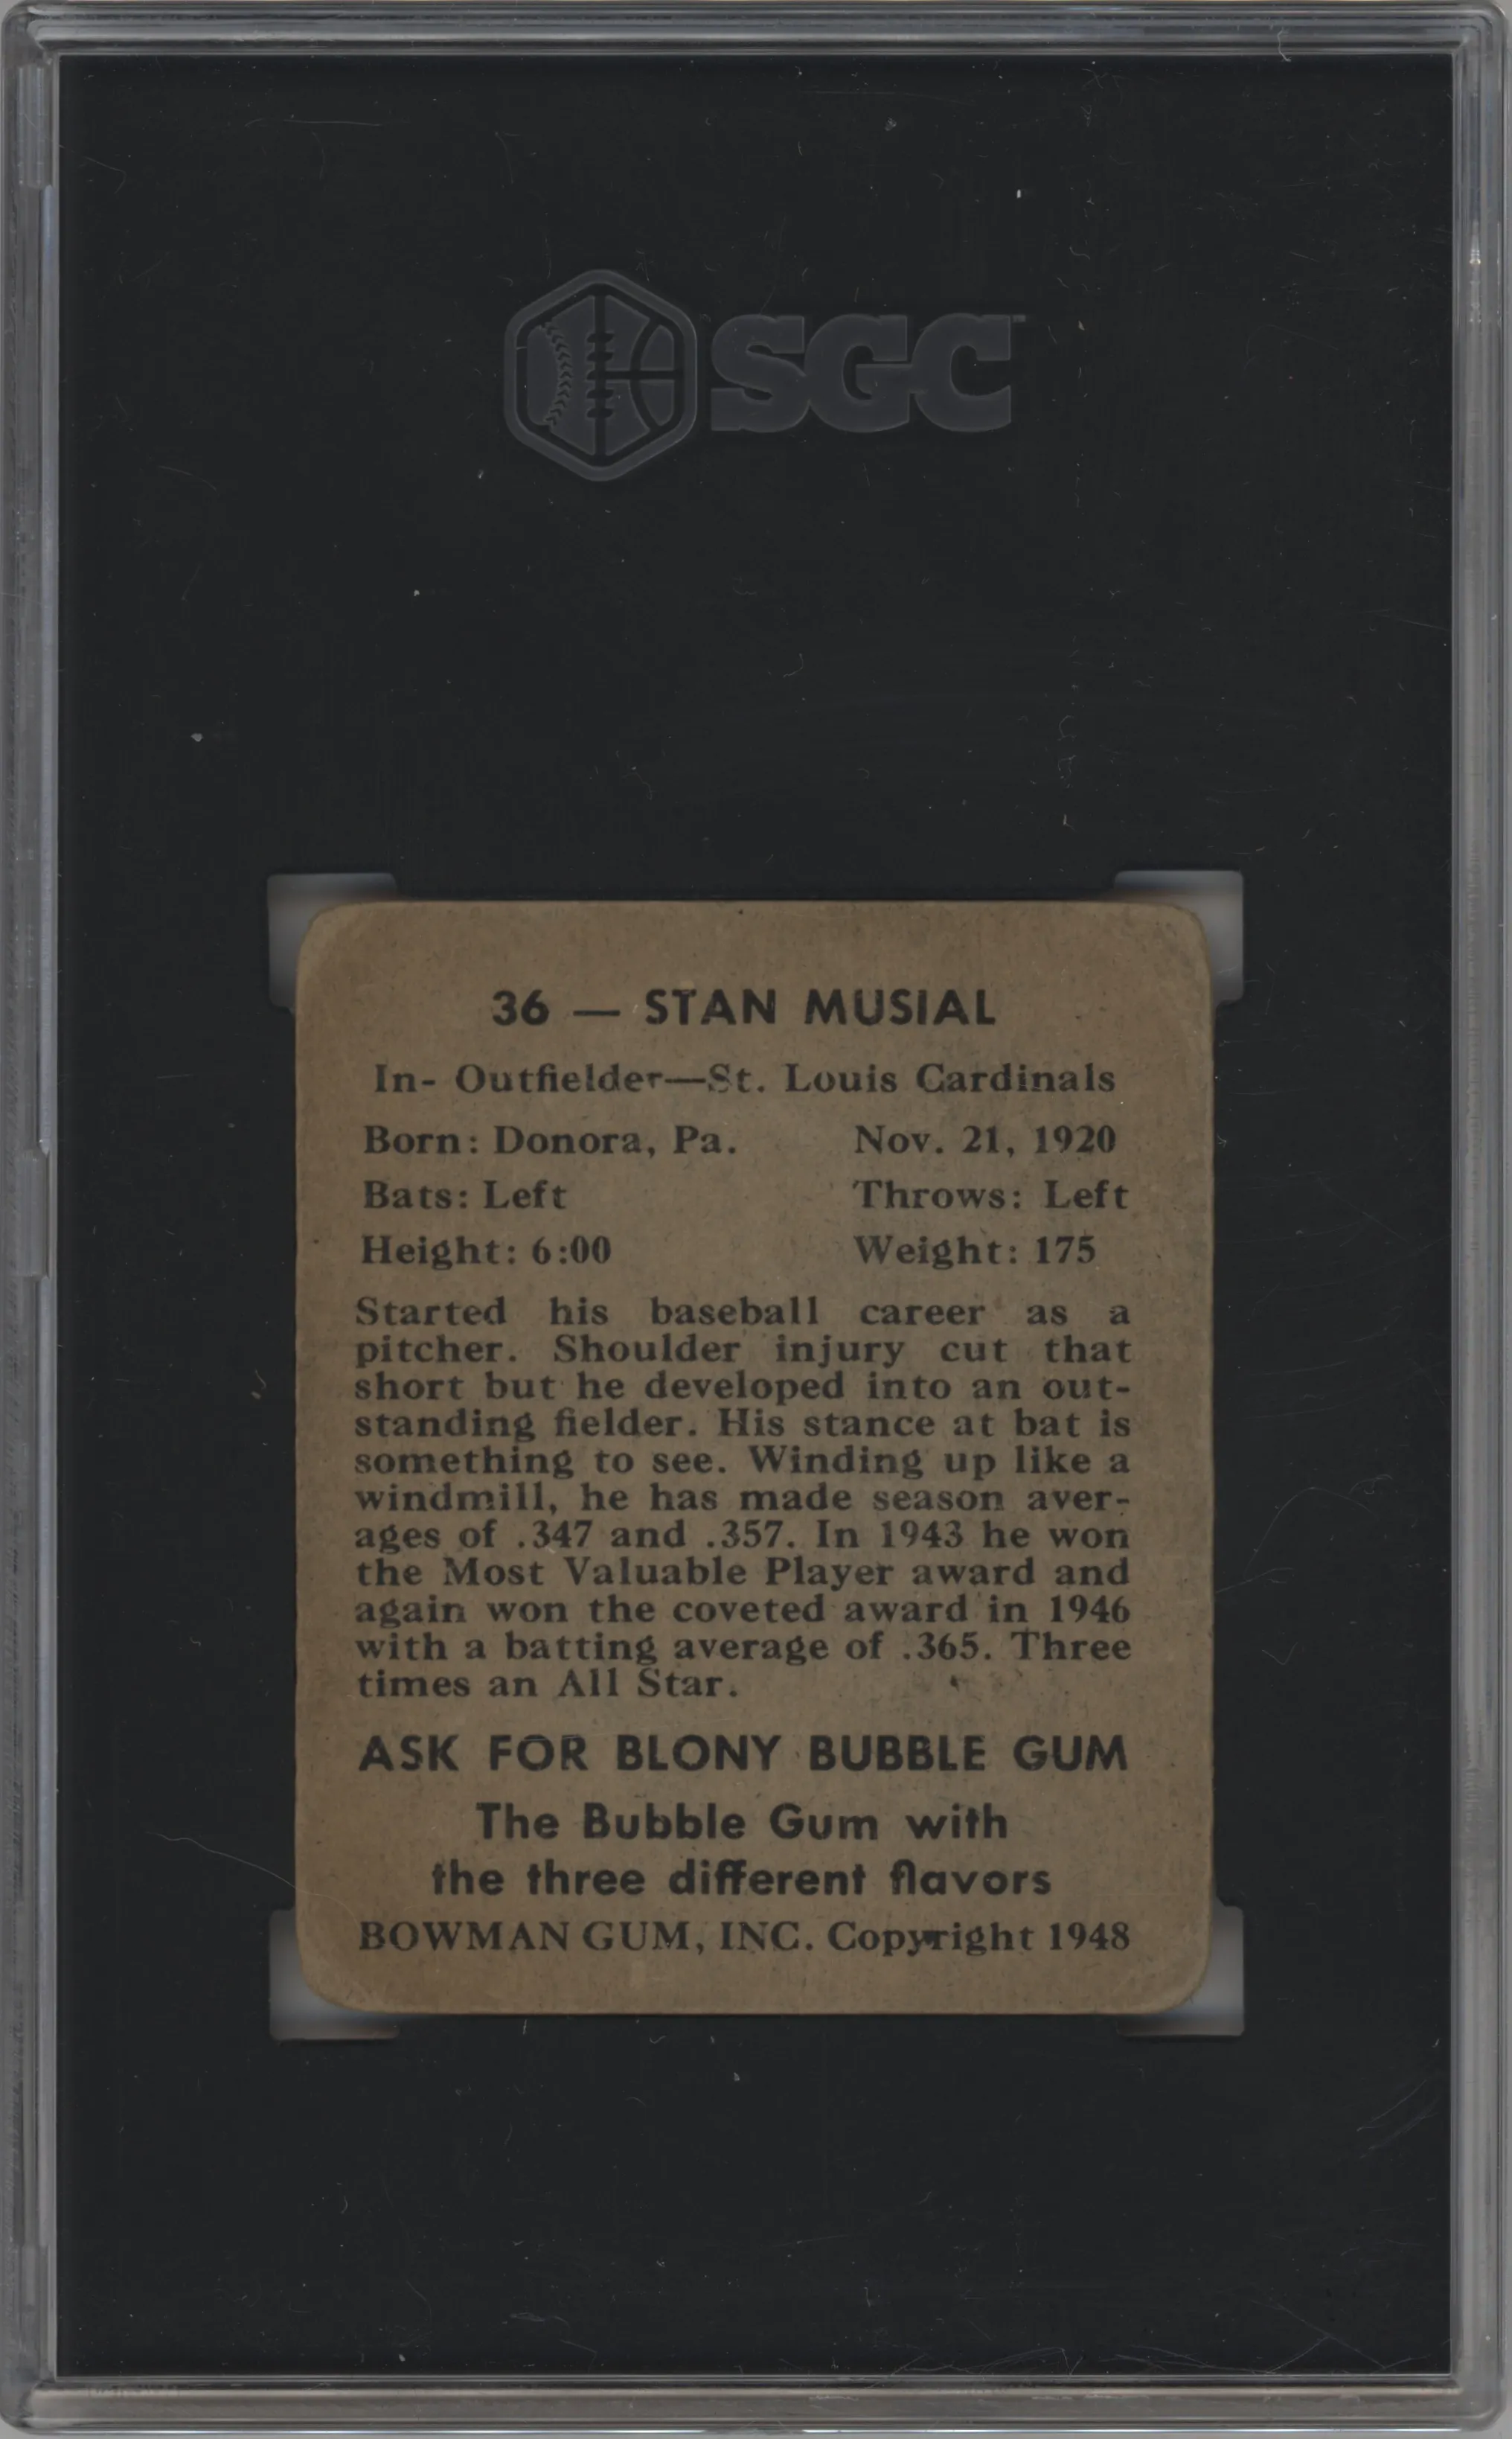 SGC
36 — STAN MUSIAL
In- Outfielder—St. Louis Cardinals
Born: Donora, Pa. Nov. 21, 1920
Bats: Left Throws: Left
Height: 6:00 Weight: 175
Started his baseball career as a
pitcher. Shoulder injury cut that
short but he developed into an out-
standing fielder. His stance at bat is
something to see. Winding up like a
windmill, he has made season aver-
ages of .347 and .357. In 1943 he won
the Most Valuable Player award and
again won the coveted award in 1946
with a batting average of .365. Three
times an All Star.
ASK FOR BLONY BUBBLE GUM
The Bubble Gum with
the three different flavors
BOWMAN GUM, INC. Copyright 1948